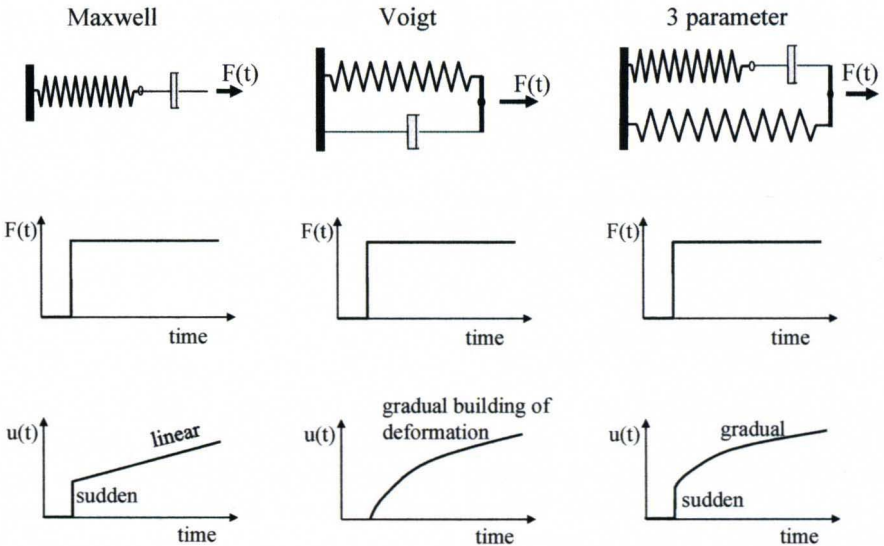 Maxwell
Voigt
3 parameter
F(t)
F(t)
F(t)
F(t)
time
F(t)
time
F(t)
time
u(t)
linear
sudden
time
gradual building of
deformation
u(t)
time
u(t)
gradual
sudden
time